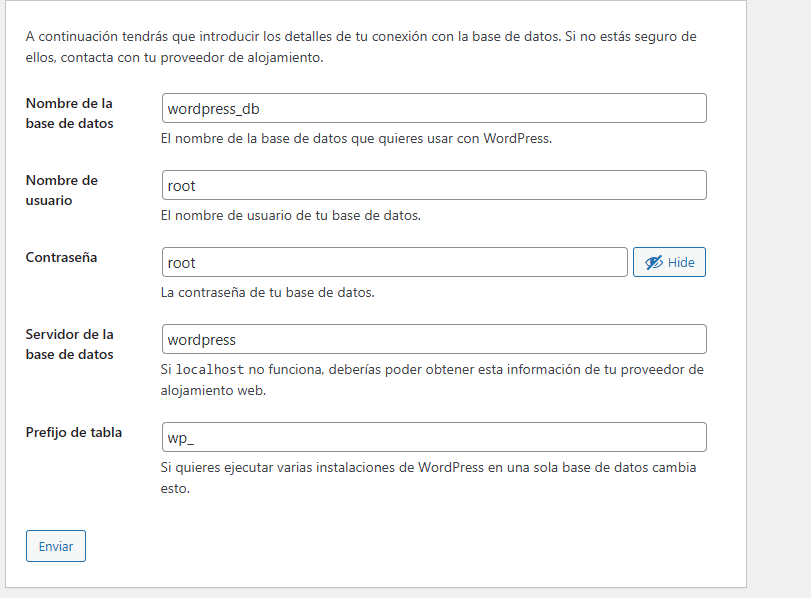 A continuación tendrás que introducir los detalles de tu conexión con la base de datos. Si no estás seguro de
ellos, contacta con tu proveedor de alojamiento.
Nombre de la
base de datos
wordpress_db
El nombre de la base de datos que quieres usar con WordPress.
Nombre de
usuario
root
El nombre de usuario de tu base de datos.
Contraseña
root
Hide
La contraseña de tu base de datos.
Servidor de la
base de datos
wordpress
Si localhost no funciona, deberías poder obtener esta información de tu proveedor de
alojamiento web.
Prefijo de tabla
wp_
Si quieres ejecutar varias instalaciones de WordPress en una sola base de datos cambia
esto.
Enviar